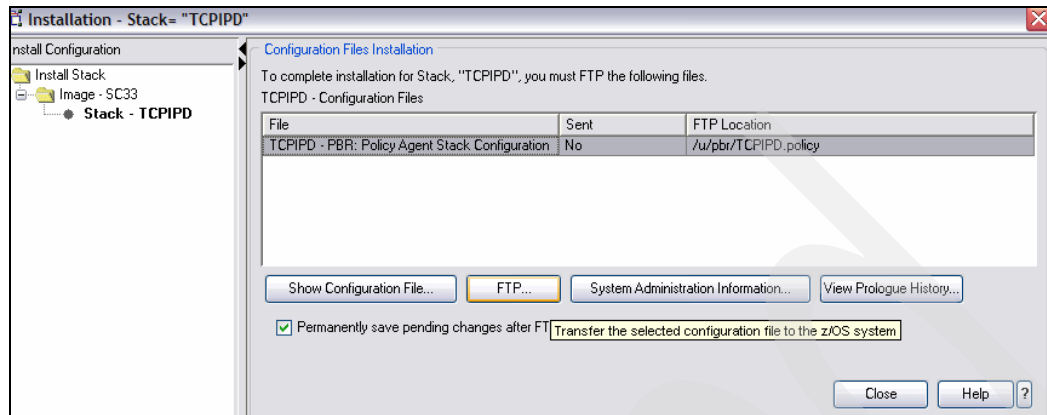 Installation - Stack= "TCPIPD"
nstall Configuration
Install Stack
Image - SC33
Stack - TCPIPD
Configuration Files Installation
To complete installation for Stack, "TCPIPD", you must FTP the following files.
TCPIPD - Configuration Files
File Sent FTP Location
TCPIPD - PBR: Policy Agent Stack Configuration No /u/pbr/TCPIPD.policy
Show Configuration File... FTP... System Administration Information... View Prologue History...
Permanently save pending changes after FT
Transfer the selected configuration file to the z/OS system
Close Help ?